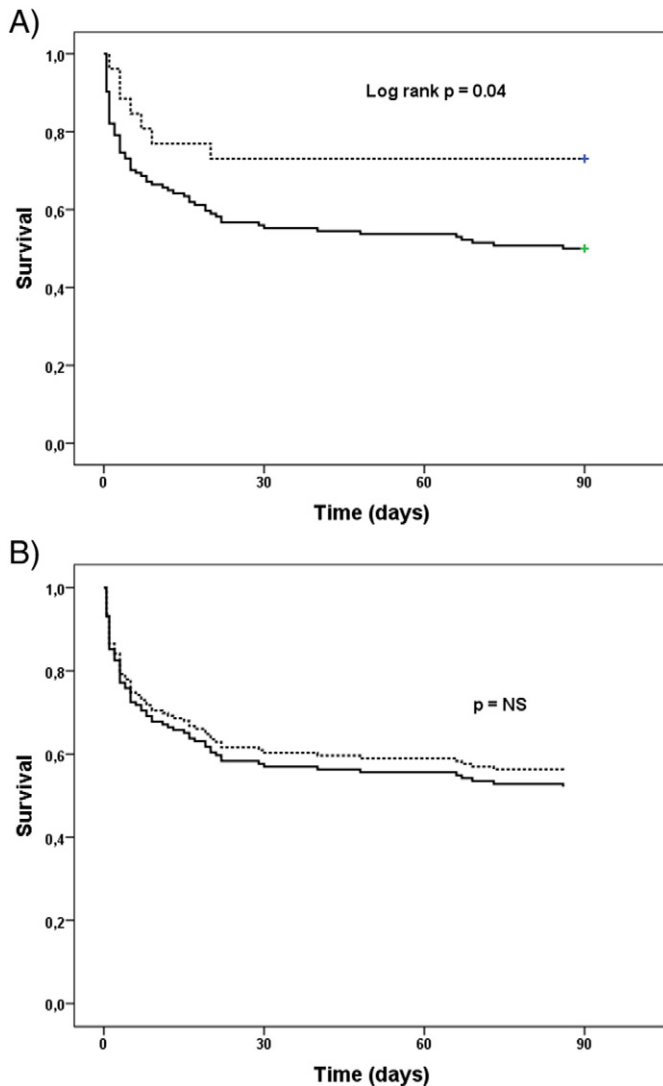 A)
1,0
Log rank p = 0.04
0,8
0,6
0,4
0,2
0,0
Survival
0 30 60 90
Time (days)
B)
1,0
0,8
p = NS
0,6
0,4
0,2
0,0
Survival
0 30 60 90
Time (days)